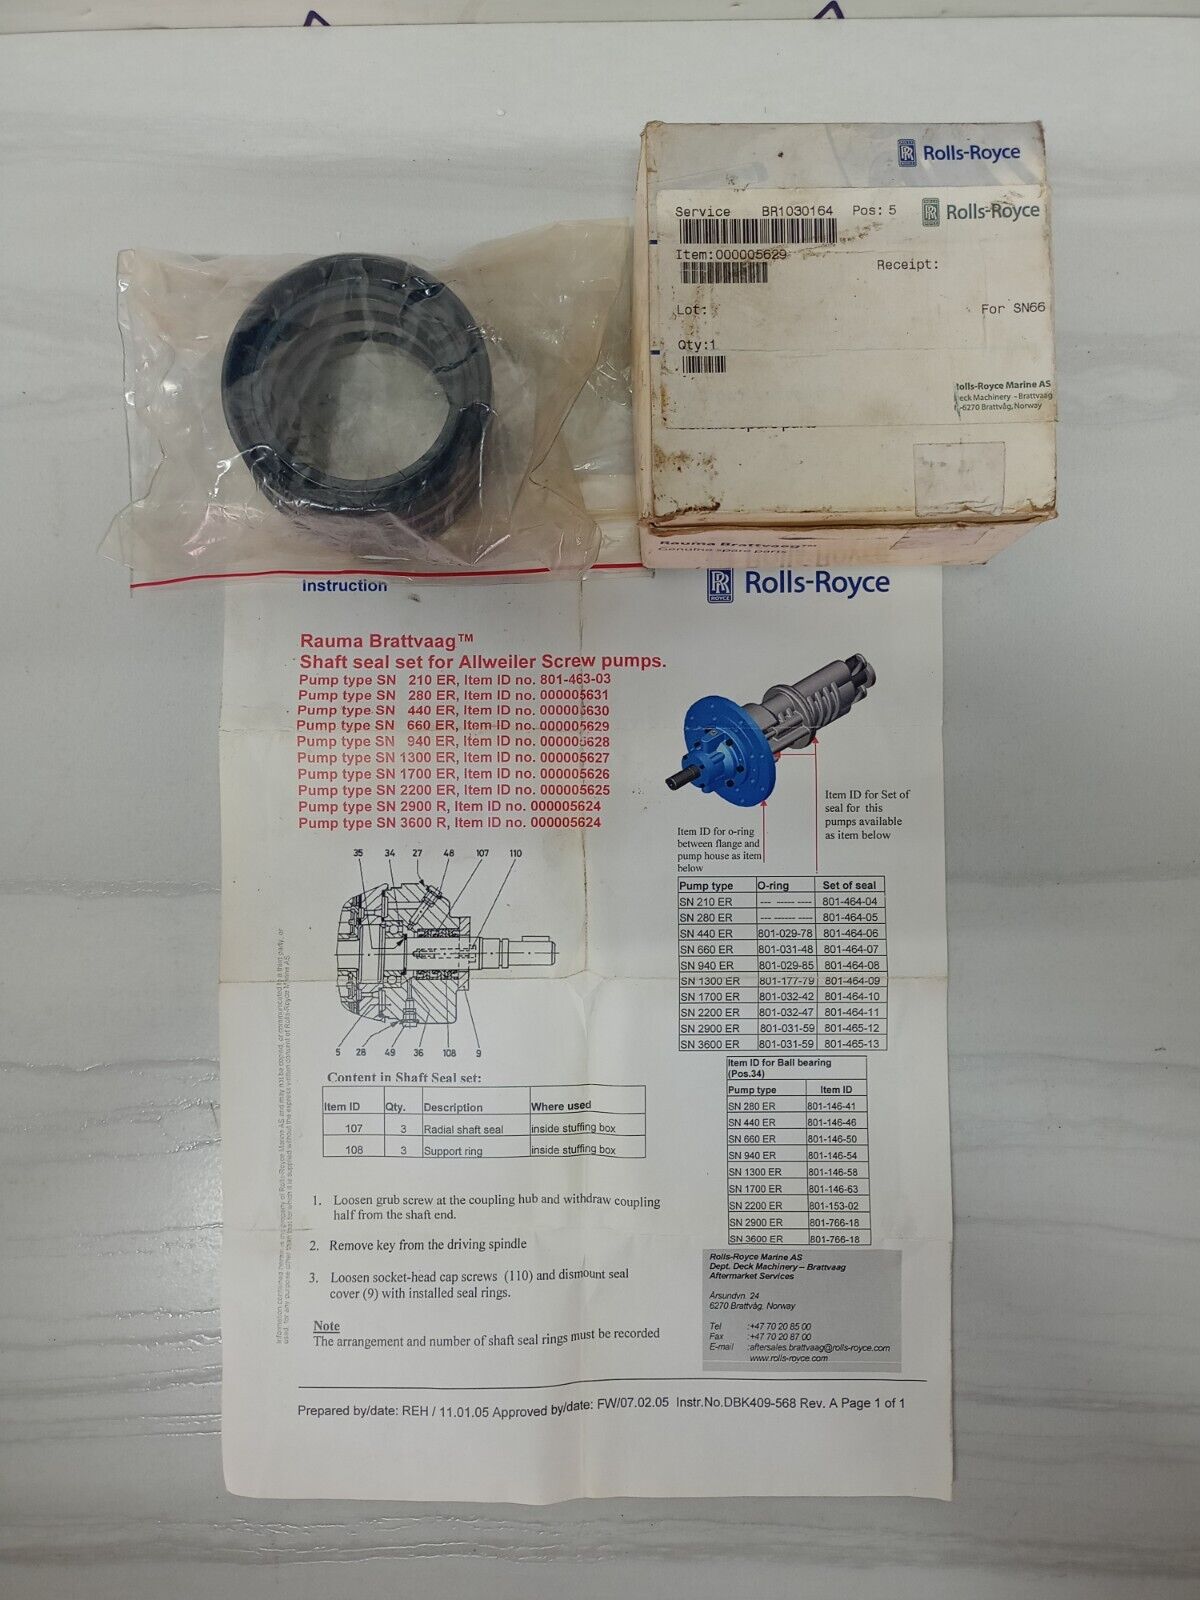 Rolls-Royce
Service BR1030164 Pos: 5
Rolls-Royce
Item:000005629
Receipt:
Lot:
For SN66
Qty:1
Rolls-Royce Marine AS
Deck Machinery - Brattvaag
-6270 Brattvåg, Norway
Rauma Brattvaag™
Genuine spare parts
Instruction
Rolls-Royce
ROYCE
Rauma Brattvaag™
Shaft seal set for Allweiler Screw pumps.
Pump type SN 210 ER, Item ID no. 801-463-03
Pump type SN 280 ER, Item ID no. 000005631
Pump type SN 440 ER, Item ID no. 000005630
Pump type SN 660 ER, Item ID no. 000005629
Pump type SN 940 ER, Item ID no. 000005628
Pump type SN 1300 ER, Item ID no. 000005627
Pump type SN 1700 ER, Item ID no. 000005626
Pump type SN 2200 ER, Item ID no. 000005625
Pump type SN 2900 R, Item ID no. 000005624
Pump type SN 3600 R, Item ID no. 000005624
Item ID for Set of
seal for this
pumps available
as item below
Item ID for o-ring
between flange and
pump house as item
below
35 34 27 48 107 110
5 28 49 36 108 9
Pump type O-ring Set of seal
SN 210 ER --- ------ ---- 801-464-04
SN 280 ER --- ------ ---- 801-464-05
SN 440 ER 801-029-78 801-464-06
SN 660 ER 801-031-48 801-464-07
SN 940 ER 801-029-85 801-464-08
SN 1300 ER 801-177-79 801-464-09
SN 1700 ER 801-032-42 801-464-10
SN 2200 ER 801-032-47 801-464-11
SN 2900 ER 801-031-59 801-465-12
SN 3600 ER 801-031-59 801-465-13
Item ID for Ball bearing
(Pos.34)
Pump type Item ID
SN 280 ER 801-146-41
SN 440 ER 801-146-46
SN 660 ER 801-146-50
SN 940 ER 801-146-54
SN 1300 ER 801-146-58
SN 1700 ER 801-146-63
SN 2200 ER 801-153-02
SN 2900 ER 801-766-18
SN 3600 ER 801-766-18
Content in Shaft Seal set:
Item ID Qty. Description Where used
107 3 Radial shaft seal inside stuffing box
108 3 Support ring inside stuffing box
1. Loosen grub screw at the coupling hub and withdraw coupling
half from the shaft end.
2. Remove key from the driving spindle
3. Loosen socket-head cap screws (110) and dismount seal
cover (9) with installed seal rings.
Note
The arrangement and number of shaft seal rings must be recorded
Rolls-Royce Marine AS
Dept. Deck Machinery – Brattvaag
Aftermarket Services
Årsundvn. 24
6270 Brattvåg, Norway
Tel :+47 70 20 85 00
Fax :+47 70 20 87 00
E-mail :aftersales.brattvaag@rolls-royce.com
www.rolls-royce.com
Prepared by/date: REH / 11.01.05 Approved by/date: FW/07.02.05 Instr.No.DBK409-568 Rev. A Page 1 of 1